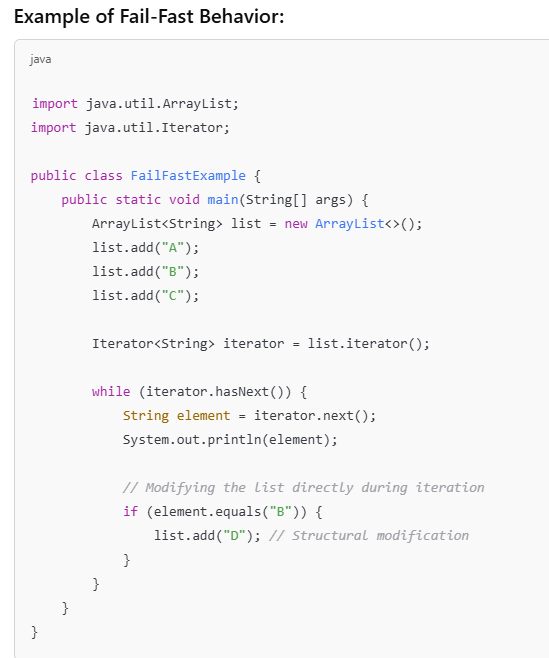 Example of Fail-Fast Behavior:
java
import java.util.ArrayList;
import java.util.Iterator;
public class FailFastExample {
    public static void main(String[] args) {
        ArrayList<String> list = new ArrayList<>();
        list.add("A");
        list.add("B");
        list.add("C");
        Iterator<String> iterator = list.iterator();
        while (iterator.hasNext()) {
            String element = iterator.next();
            System.out.println(element);
            // Modifying the list directly during iteration
            if (element.equals("B")) {
                list.add("D"); // Structural modification
            }
        }
    }
}